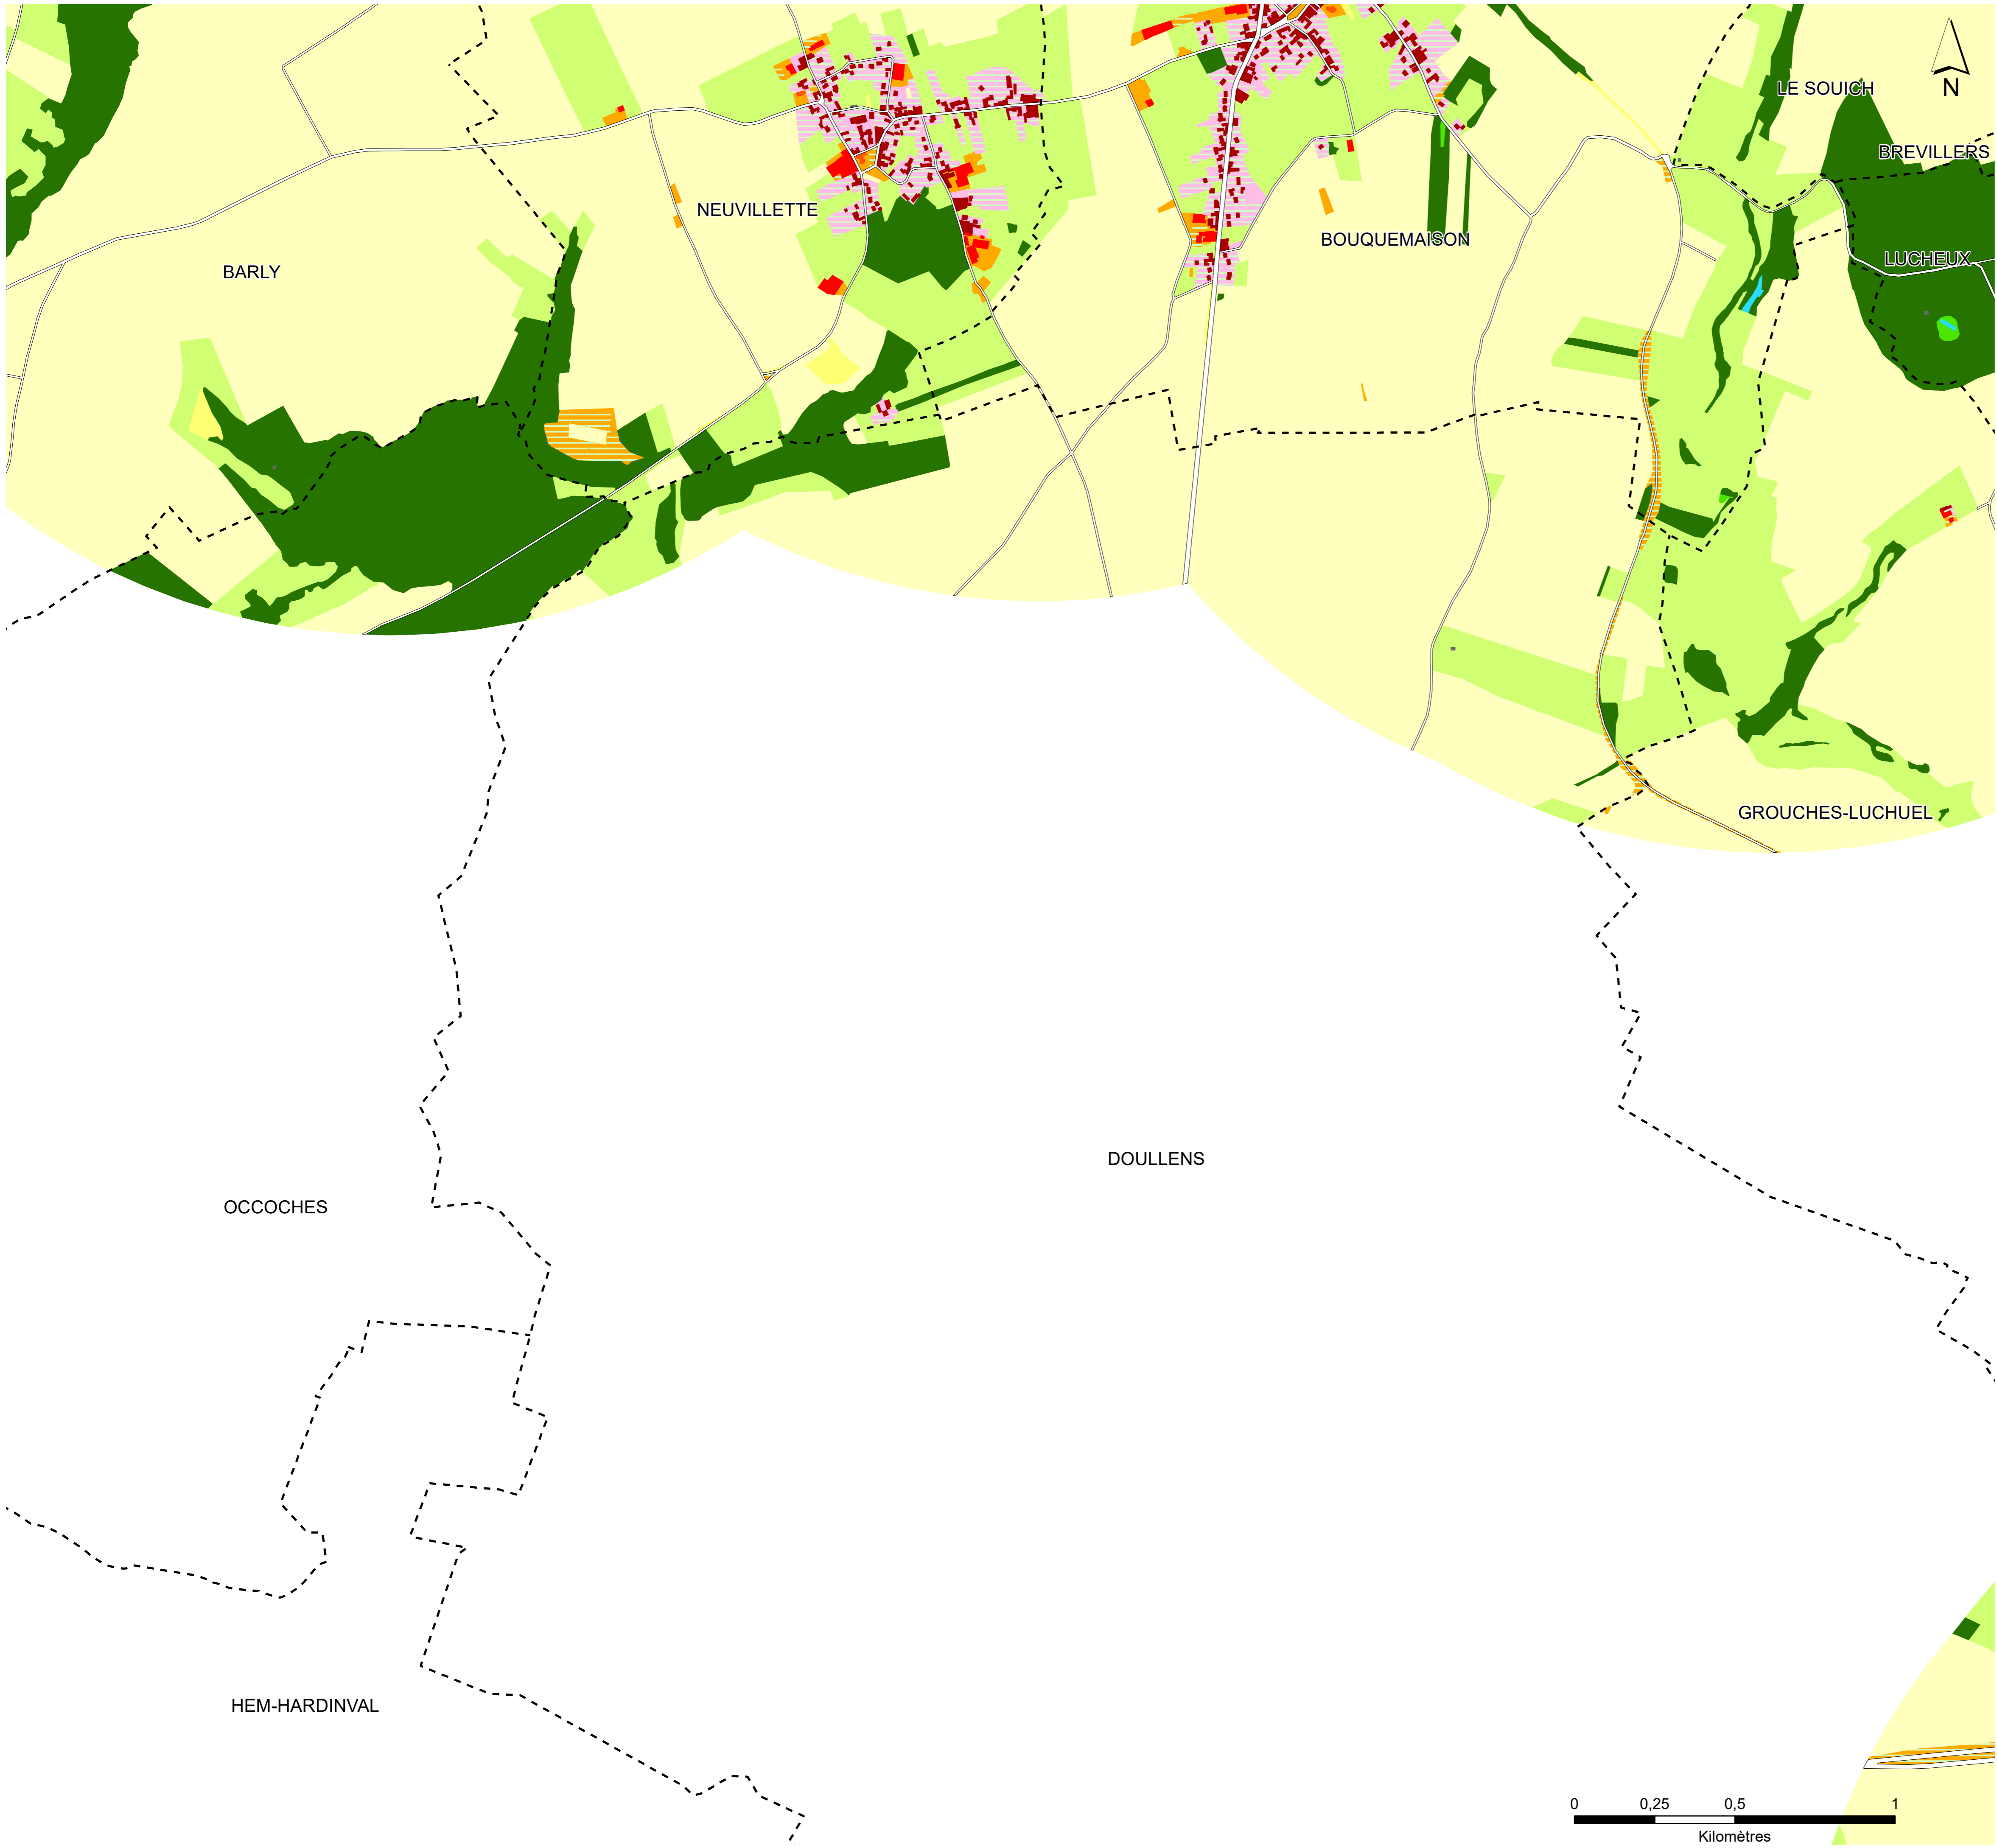 LE SOUICH
N
BREVILLERS
NEUVILLETTE
BOUQUEMAISON
LUCHEUX
BARLY
GROUCHES-LUCHUEL
DOULLENS
OCCOCHES
HEM-HARDINVAL
0 0,25 0,5 1
Kilomètres